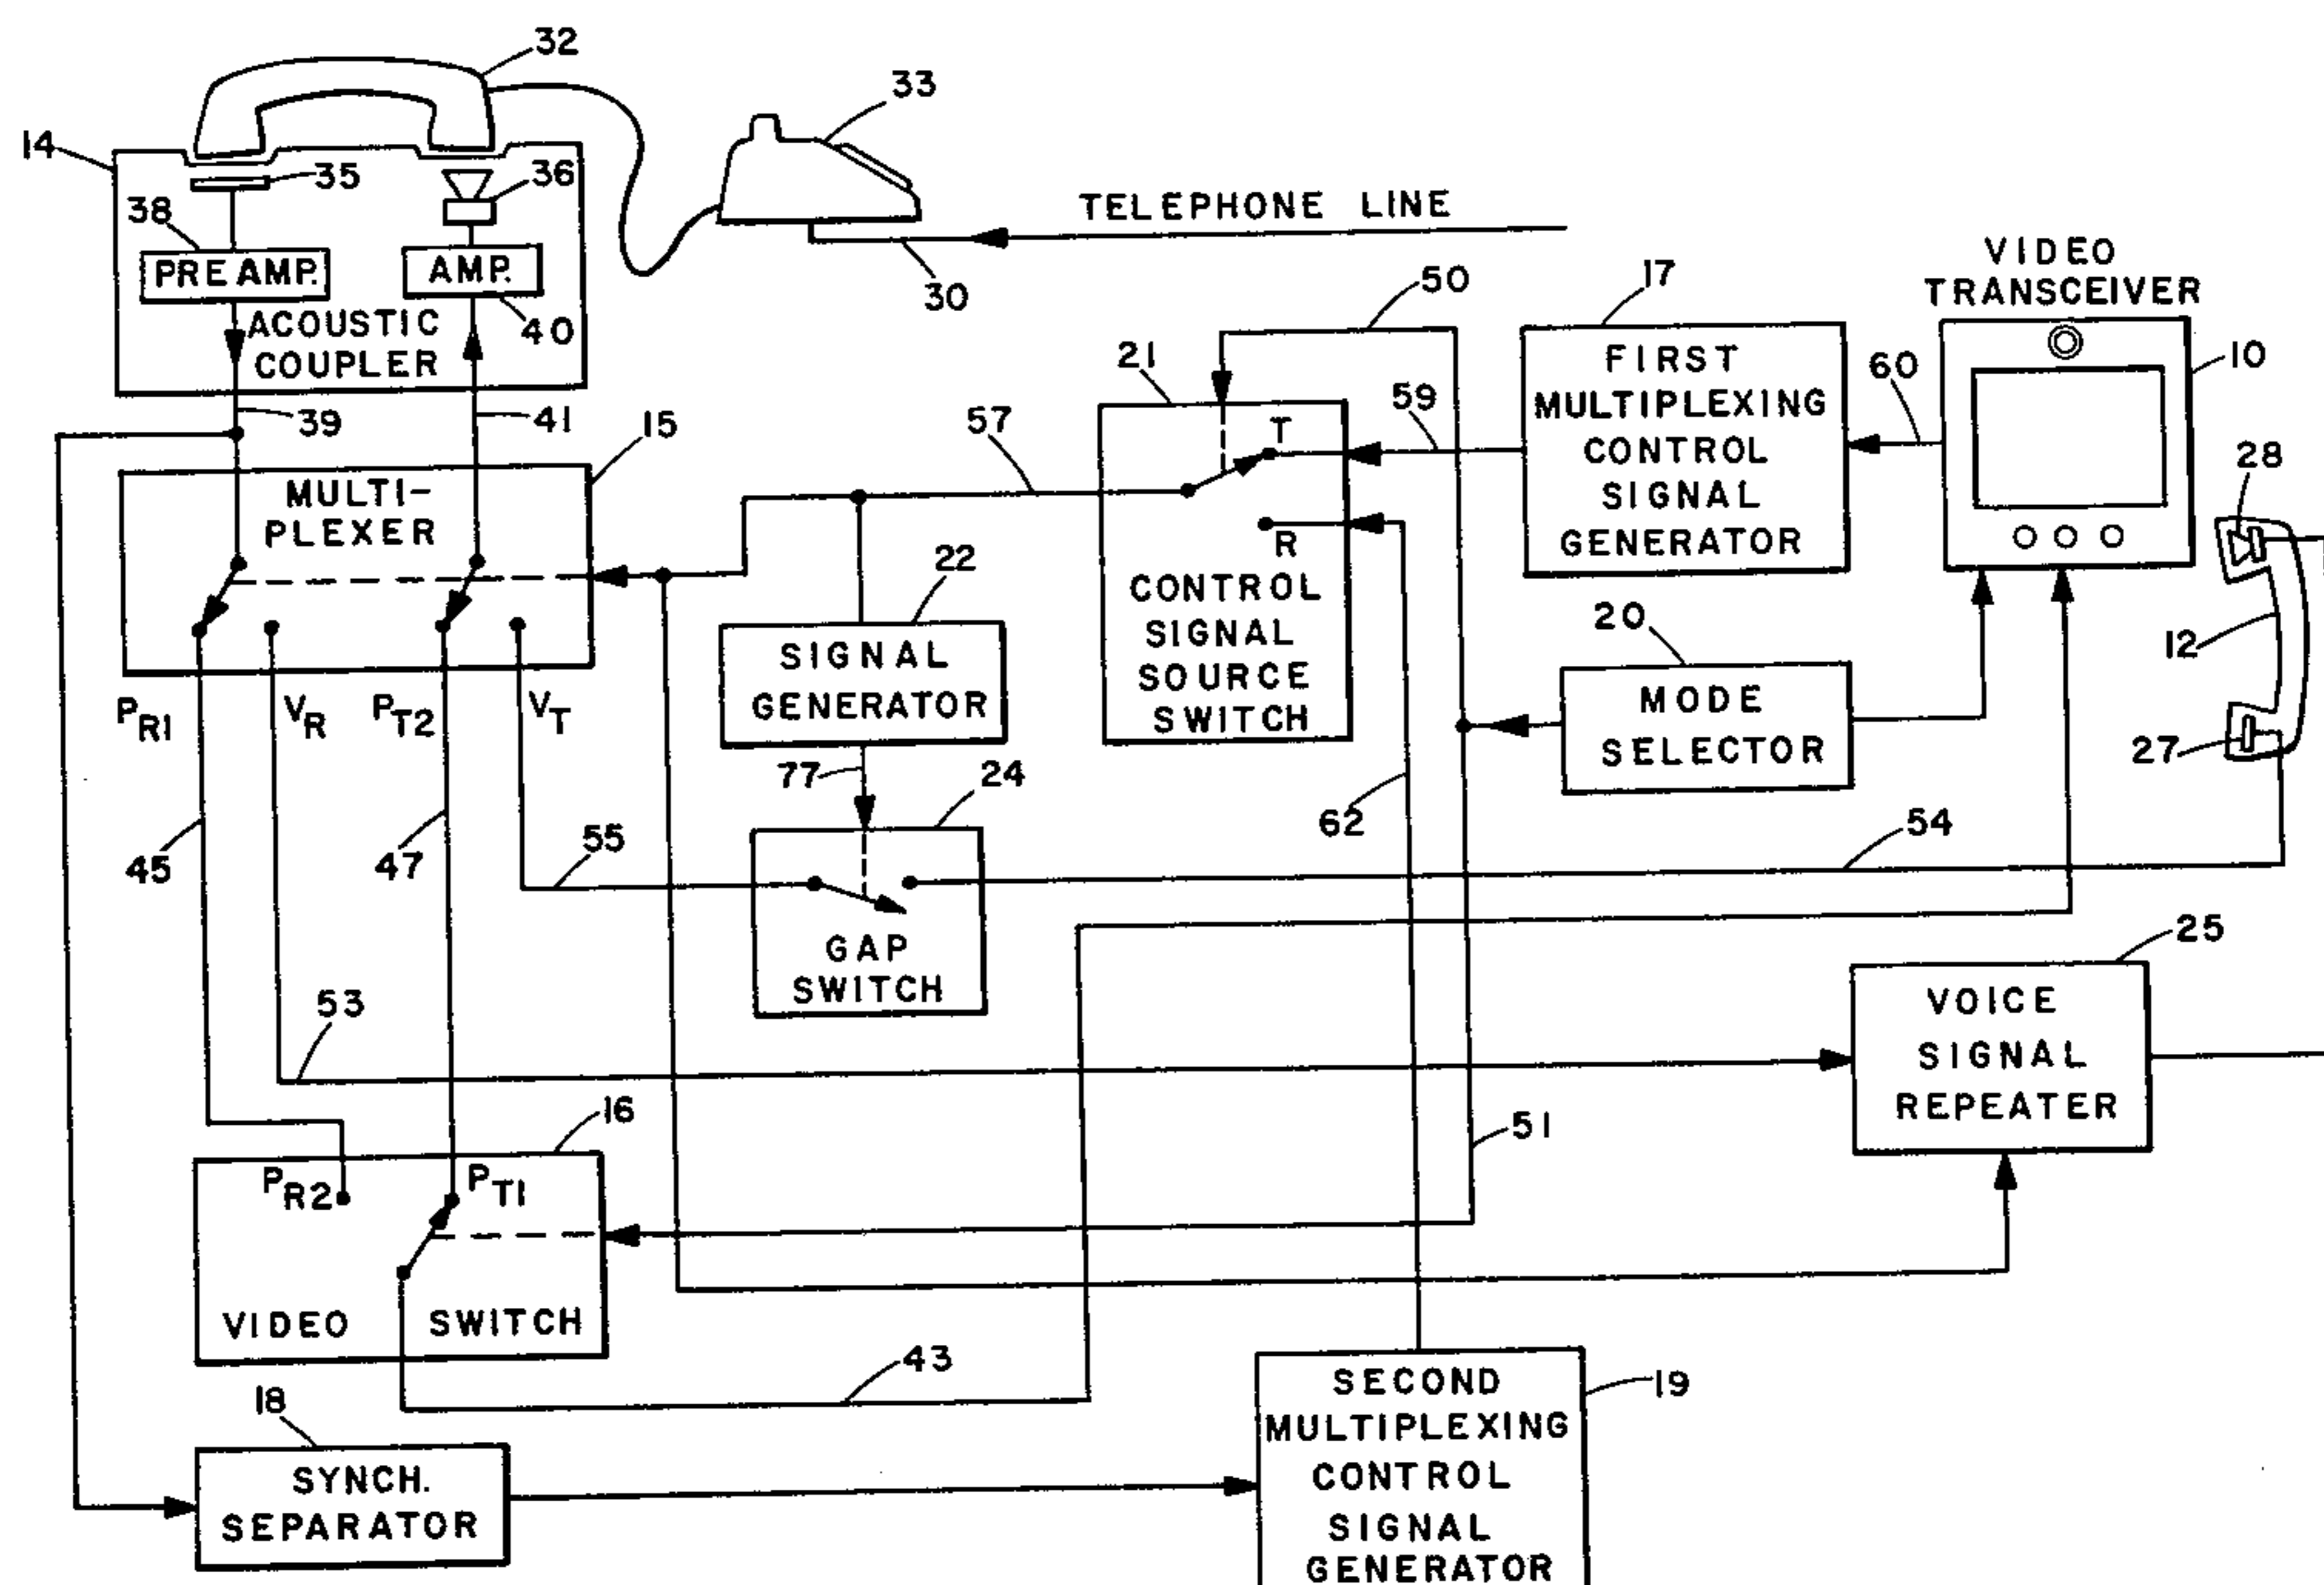 32
33
14
35
36
38
PRE AMP.
AMP.
ACOUSTIC
COUPLER
40
TELEPHONE LINE
30
VIDEO
TRANSCEIVER
10
50
17
21
FIRST
MULTIPLEXING
CONTROL
SIGNAL
GENERATOR
60
59
39
41
15
57
T
28
MULTI-
PLEXER
R
CONTROL
SIGNAL
SOURCE
SWITCH
22
SIGNAL
GENERATOR
20
MODE
SELECTOR
12
27
PR1
VR
PT2
VT
77
24
62
54
45
47
55
GAP
SWITCH
25
VOICE
SIGNAL
REPEATER
53
16
51
PR2
PT1
VIDEO SWITCH
43
18
SYNCH.
SEPARATOR
SECOND
MULTIPLEXING
CONTROL
SIGNAL
GENERATOR
19